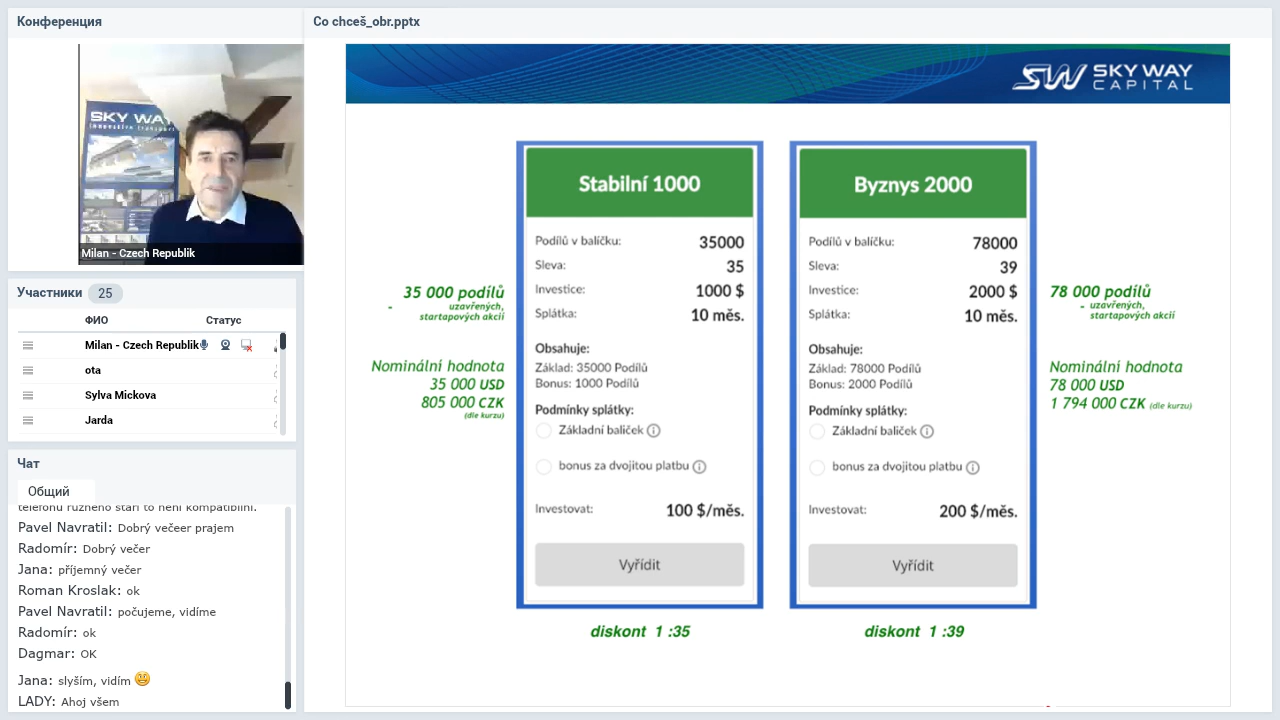 Конференция
SKY WAY
innovative transport
Milan - Czech Republik
Участники 25
ФИО Статус
Milan - Czech Republik
ota
Sylva Mickova
Jarda
Чат
Общий
telefonu různého stáří to není kompatibilní.
Pavel Navratil: Dobrý večeer prajem
Radomír: Dobrý večer
Jana: příjemný večer
Roman Kroslak: ok
Pavel Navratil: počujeme, vidíme
Radomír: ok
Dagmar: OK
Jana: slyším, vidím
LADY: Ahoj všem
Co chceš_obr.pptx
SW SKY WAY
CAPITAL
35 000 podílů
- uzavřených,
startapových akcií
Nominální hodnota
35 000 USD
805 000 CZK
(dle kurzu)
Stabilní 1000
Podílů v balíčku: 35000
Sleva: 35
Investice: 1000 $
Splátka: 10 měs.
Obsahuje:
Základ: 35000 Podílů
Bonus: 1000 Podílů
Podmínky splátky:
Základní balíček
bonus za dvojitou platbu
Investovat: 100 $/měs.
Vyřídit
diskont 1 :35
Byznys 2000
Podílů v balíčku: 78000
Sleva: 39
Investice: 2000 $
Splátka: 10 měs.
Obsahuje:
Základ: 78000 Podílů
Bonus: 2000 Podílů
Podmínky splátky:
Základní balíček
bonus za dvojitou platbu
Investovat: 200 $/měs.
Vyřídit
diskont 1 :39
78 000 podílů
- uzavřených,
startapových akcií
Nominální hodnota
78 000 USD
1 794 000 CZK (dle kurzu)